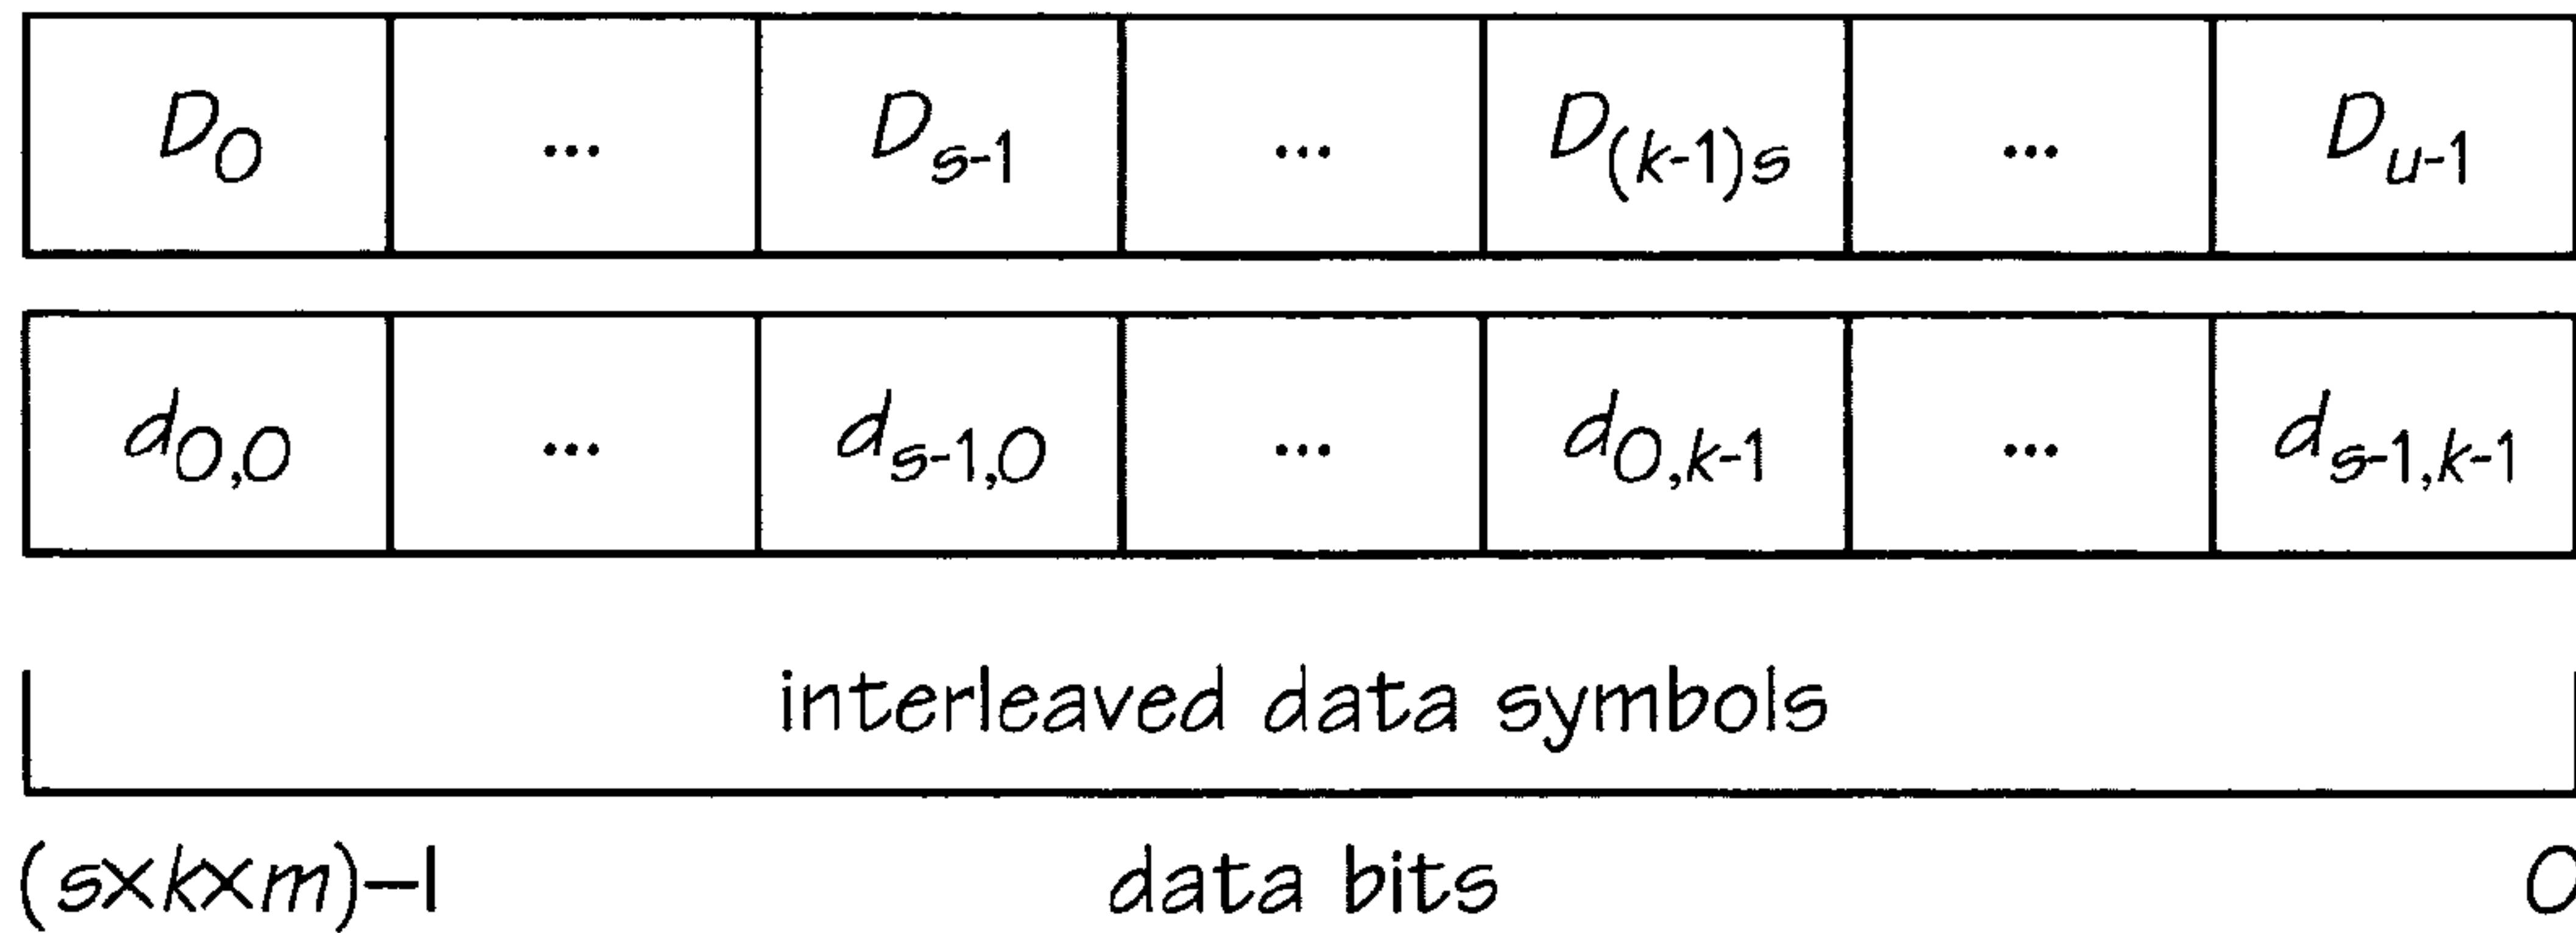 D0 ... Ds-1 ... D(k-1)s ... Du-1
d0,0 ... ds-1,0 ... d0,k-1 ... ds-1,k-1
interleaved data symbols
(s×k×m)–1 data bits 0